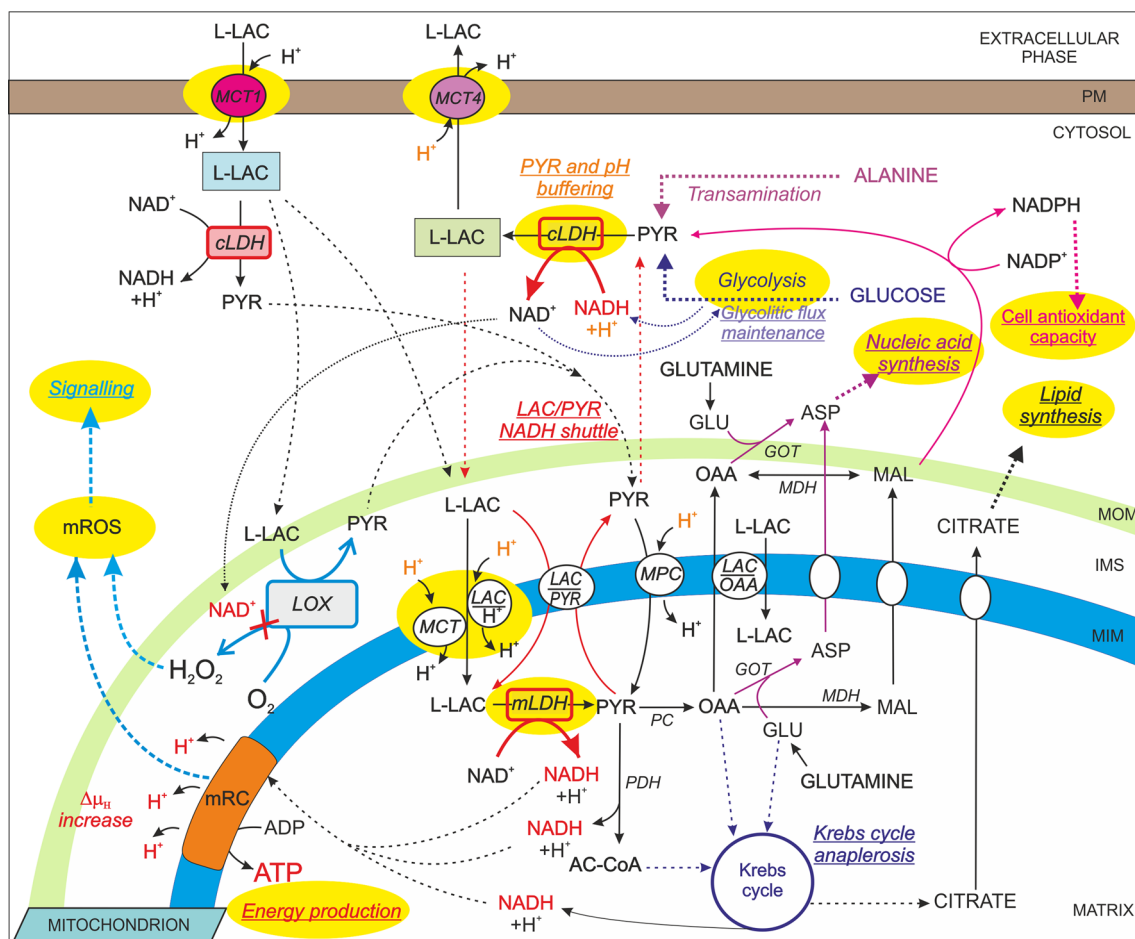 L-LAC
H⁺
L-LAC
H⁺
EXTRACELLULAR
PHASE
MCT1
MCT4
PM
H⁺
H⁺
CYTOSOL
L-LAC
PYR and pH
buffering
ALANINE
Transamination
NAD⁺
NADPH
cLDH
L-LAC
cLDH
PYR
NADH
+H⁺
NADP⁺
PYR
Glycolysis
GLUCOSE
NAD⁺
NADH
+H⁺
Glycolitic flux
maintenance
Cell antioxidant
capacity
Nucleic acid
synthesis
Signalling
GLUTAMINE
LAC/PYR
NADH shuttle
GLU
ASP
Lipid
synthesis
GOT
OAA
MDH
MAL
L-LAC
PYR
MOM
mROS
L-LAC
PYR
H⁺
L-LAC
CITRATE
H⁺
H⁺
IMS
NAD⁺
LOX
MCT
LAC
H⁺
LAC
PYR
MPC
LAC
OAA
H⁺
H⁺
H⁺
L-LAC
MIM
H₂O₂
O₂
ASP
GOT
L-LAC
mLDH
PYR
PC
OAA
MDH
MAL
GLU
H⁺
NAD⁺
NADH
+H⁺
PDH
GLUTAMINE
ΔμH
increase
H⁺
mRC
H⁺
ADP
NADH
+H⁺
Krebs cycle
anaplerosis
ATP
AC-CoA
Krebs
cycle
Energy production
NADH
+H⁺
CITRATE
MITOCHONDRION
MATRIX